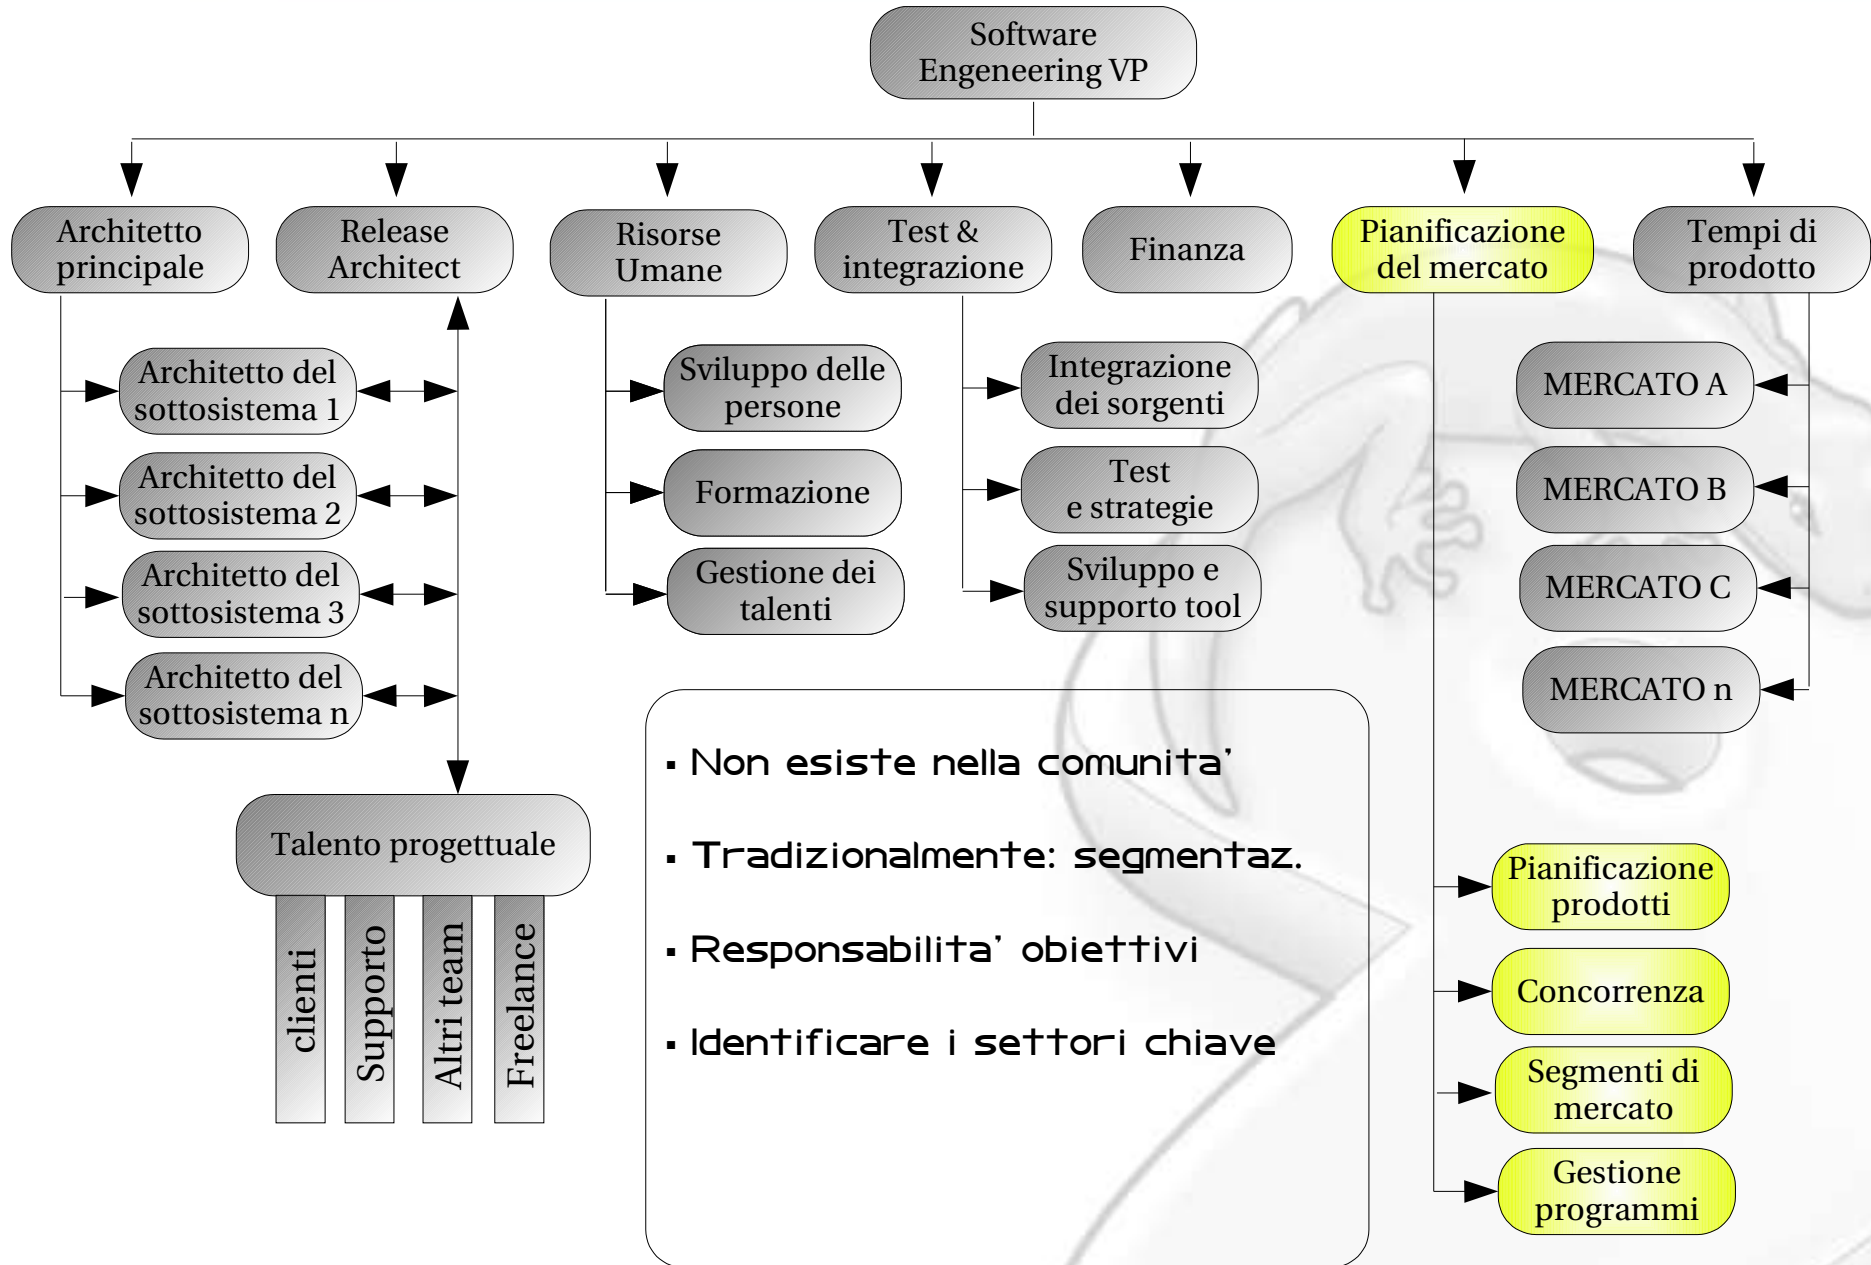 Software
Engeneering VP
Architetto
principale
Release
Architect
Risorse
Umane
Test &
integrazione
Finanza
Pianificazione
del mercato
Tempi di
prodotto
Architetto del
sottosistema 1
Architetto del
sottosistema 2
Architetto del
sottosistema 3
Architetto del
sottosistema n
Sviluppo delle
persone
Formazione
Gestione dei
talenti
Integrazione
dei sorgenti
Test
e strategie
Sviluppo e
supporto tool
MERCATO A
MERCATO B
MERCATO C
MERCATO n
Talento progettuale
clienti
Supporto
Altri team
Freelance
▪ Non esiste nella comunita'
▪ Tradizionalmente: segmentaz.
▪ Responsabilita' obiettivi
▪ Identificare i settori chiave
Pianificazione
prodotti
Concorrenza
Segmenti di
mercato
Gestione
programmi